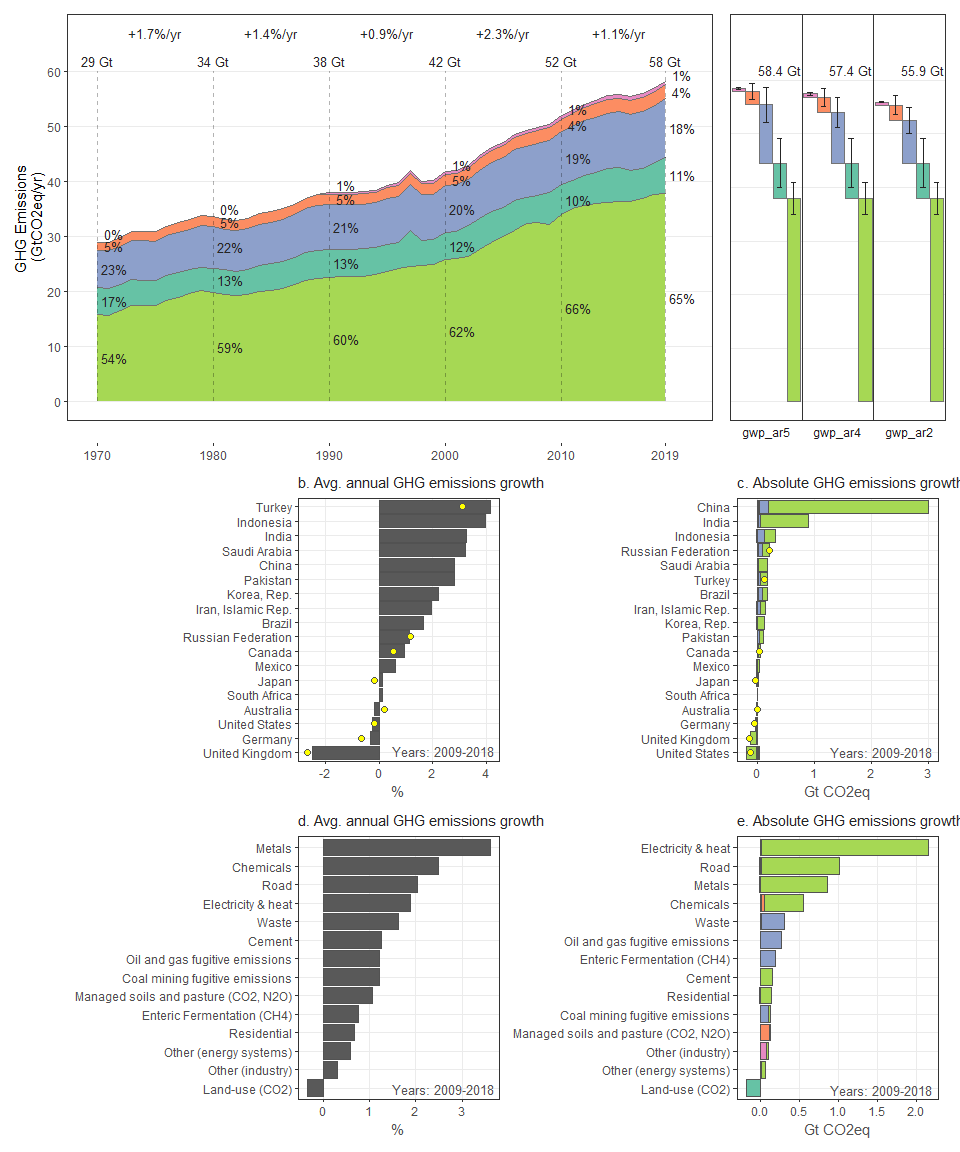 +1.7%/yr +1.4%/yr +0.9%/yr +2.3%/yr +1.1%/yr
29 Gt 34 Gt 38 Gt 42 Gt 52 Gt 58 Gt
58.4 Gt 57.4 Gt 55.9 Gt
GHG Emissions
(GtCO2eq/yr)
60
50
40
30
20
10
0
0% 0% 1% 1% 1% 1%
5% 5% 5% 5% 4% 4%
23% 22% 21% 20% 19% 18%
17% 13% 13% 12% 10% 11%
54% 59% 60% 62% 66% 65%
1970 1980 1990 2000 2010 2019
gwp_ar5 gwp_ar4 gwp_ar2
b. Avg. annual GHG emissions growth
Turkey
Indonesia
India
Saudi Arabia
China
Pakistan
Korea, Rep.
Iran, Islamic Rep.
Brazil
Russian Federation
Canada
Mexico
Japan
South Africa
Australia
United States
Germany
United Kingdom
Years: 2009-2018
-2 0 2 4
%
c. Absolute GHG emissions growth
China
India
Indonesia
Russian Federation
Saudi Arabia
Turkey
Brazil
Iran, Islamic Rep.
Korea, Rep.
Pakistan
Canada
Mexico
Japan
South Africa
Australia
Germany
United Kingdom
United States
Years: 2009-2018
0 1 2 3
Gt CO2eq
d. Avg. annual GHG emissions growth
Metals
Chemicals
Road
Electricity & heat
Waste
Cement
Oil and gas fugitive emissions
Coal mining fugitive emissions
Managed soils and pasture (CO2, N2O)
Enteric Fermentation (CH4)
Residential
Other (energy systems)
Other (industry)
Land-use (CO2)
Years: 2009-2018
0 1 2 3
%
e. Absolute GHG emissions growth
Electricity & heat
Road
Metals
Chemicals
Waste
Oil and gas fugitive emissions
Enteric Fermentation (CH4)
Cement
Residential
Coal mining fugitive emissions
Managed soils and pasture (CO2, N2O)
Other (industry)
Other (energy systems)
Land-use (CO2)
Years: 2009-2018
0.0 0.5 1.0 1.5 2.0
Gt CO2eq